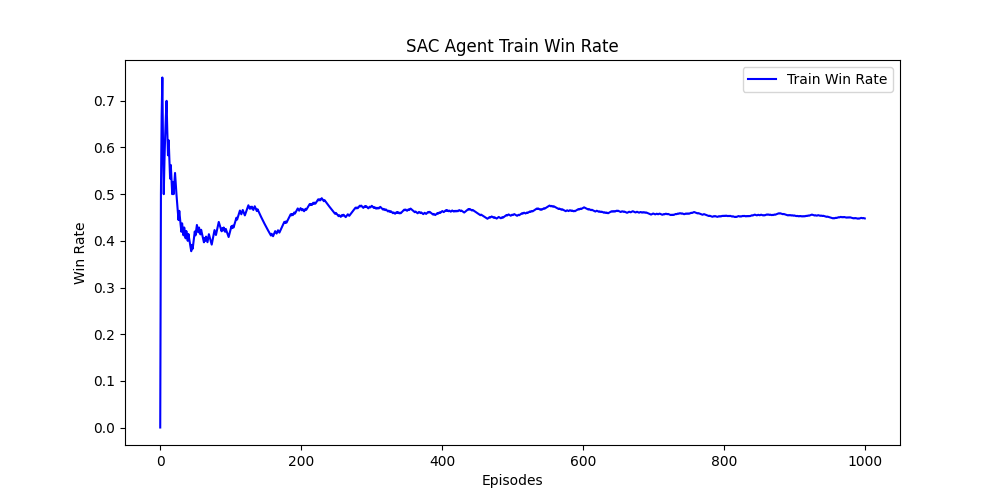 SAC Agent Train Win Rate
Train Win Rate
Win Rate
0.7
0.6
0.5
0.4
0.3
0.2
0.1
0.0
0 200 400 600 800 1000
Episodes